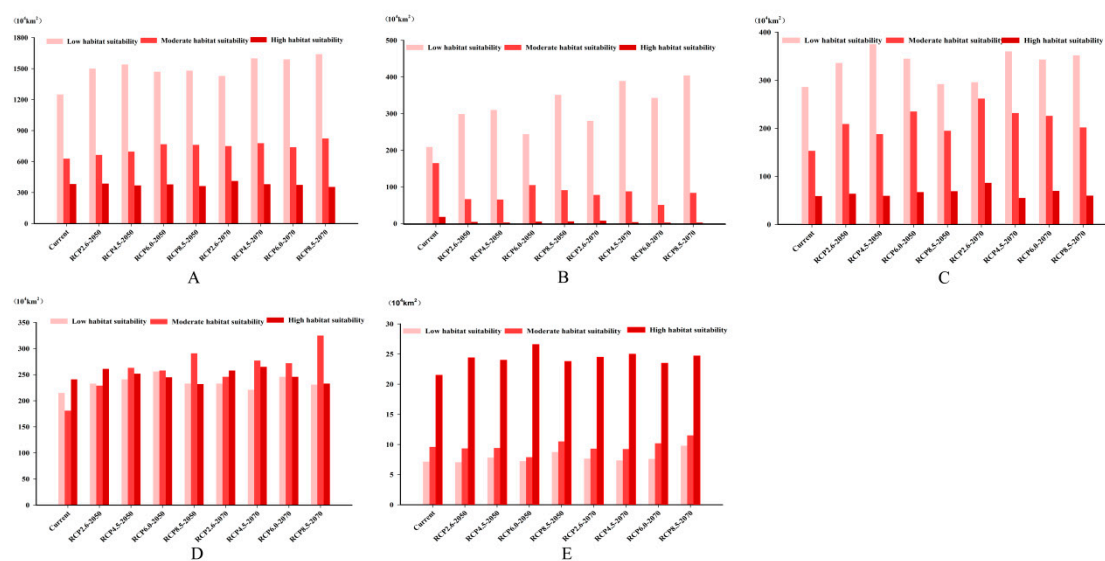 （10⁴km²）
1800
1500
1200
900
600
300
0
Low habitat suitability Moderate habitat suitability High habitat suitability
Current
RCP2.6-2050
RCP4.5-2050
RCP6.0-2050
RCP8.5-2050
RCP2.6-2070
RCP4.5-2070
RCP6.0-2070
RCP8.5-2070
A
（10⁴km²）
500
400
300
200
100
0
Low habitat suitability Moderate habitat suitability High habitat suitability
Current
RCP2.6-2050
RCP4.5-2050
RCP6.0-2050
RCP8.5-2050
RCP2.6-2070
RCP4.5-2070
RCP6.0-2070
RCP8.5-2070
B
（10⁴km²）
400
300
200
100
0
Low habitat suitability Moderate habitat suitability High habitat suitability
Current
RCP2.6-2050
RCP4.5-2050
RCP6.0-2050
RCP8.5-2050
RCP2.6-2070
RCP4.5-2070
RCP6.0-2070
RCP8.5-2070
C
（10⁴km²）
350
300
250
200
150
100
50
0
Low habitat suitability Moderate habitat suitability High habitat suitability
Current
RCP2.6-2050
RCP4.5-2050
RCP6.0-2050
RCP8.5-2050
RCP2.6-2070
RCP4.5-2070
RCP6.0-2070
RCP8.5-2070
D
（10⁴km²）
30
25
20
15
10
5
0
Low habitat suitability Moderate habitat suitability High habitat suitability
Current
RCP2.6-2050
RCP4.5-2050
RCP6.0-2050
RCP8.5-2050
RCP2.6-2070
RCP4.5-2070
RCP6.0-2070
RCP8.5-2070
E